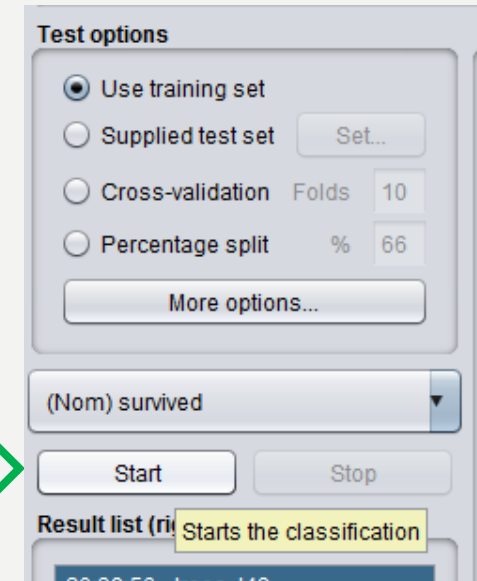 Test options
Use training set
Supplied test set Set...
Cross-validation Folds 10
Percentage split % 66
More options...
(Nom) survived
Start Stop
Result list
Starts the classification